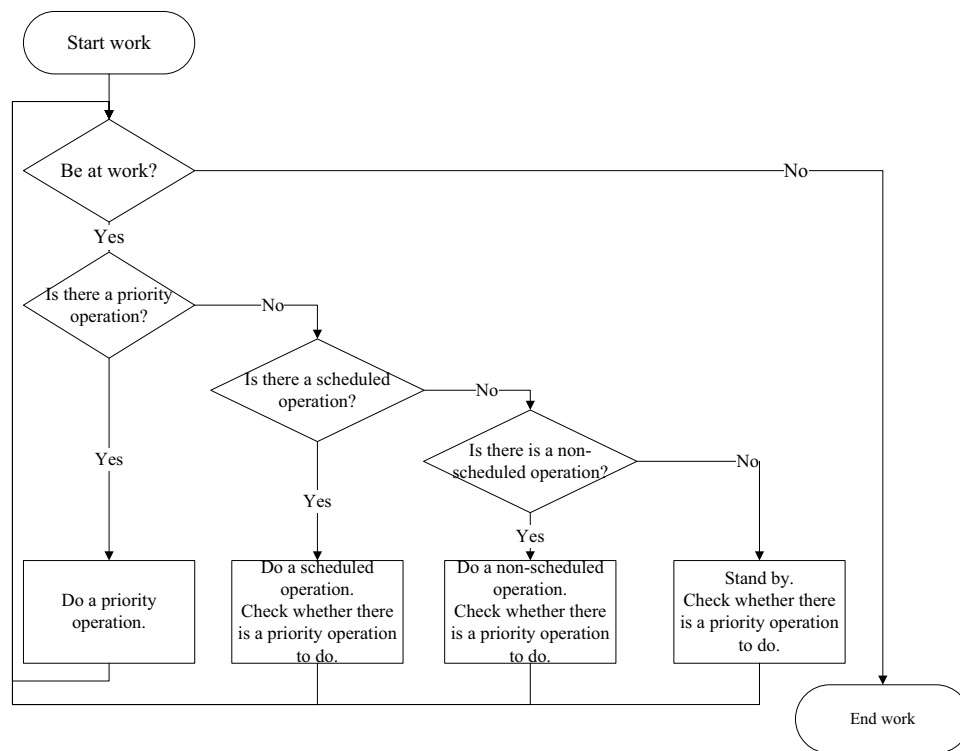 Start work
Be at work?
No
Yes
Is there a priority
operation?
No
Is there a scheduled
operation?
No
Is there is a non-
scheduled operation?
No
Yes
Yes
Yes
Do a priority
operation.
Do a scheduled
operation.
Check whether there
is a priority operation
to do.
Do a non-scheduled
operation.
Check whether there
is a priority operation
to do.
Stand by.
Check whether there
is a priority operation
to do.
End work